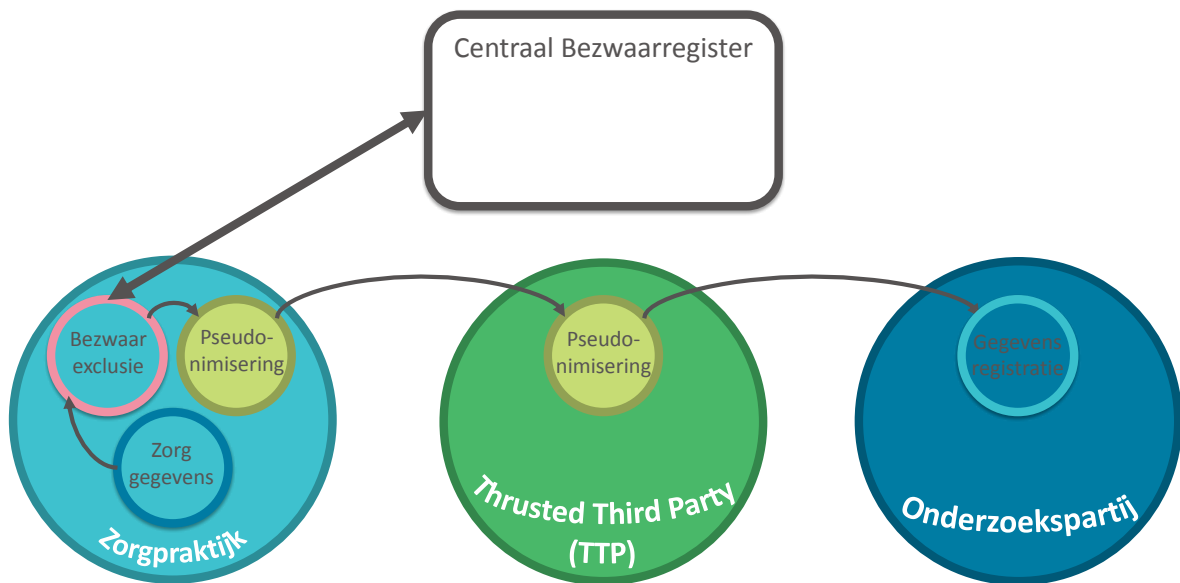 Centraal Bezwaarregister
Bezwaar
exclusie
Pseudo-
nimisering
Zorg
gegevens
Zorgpraktijk
Pseudo-
nimisering
Thrusted Third Party
(TTP)
Gegevens
registratie
Onderzoekspartij